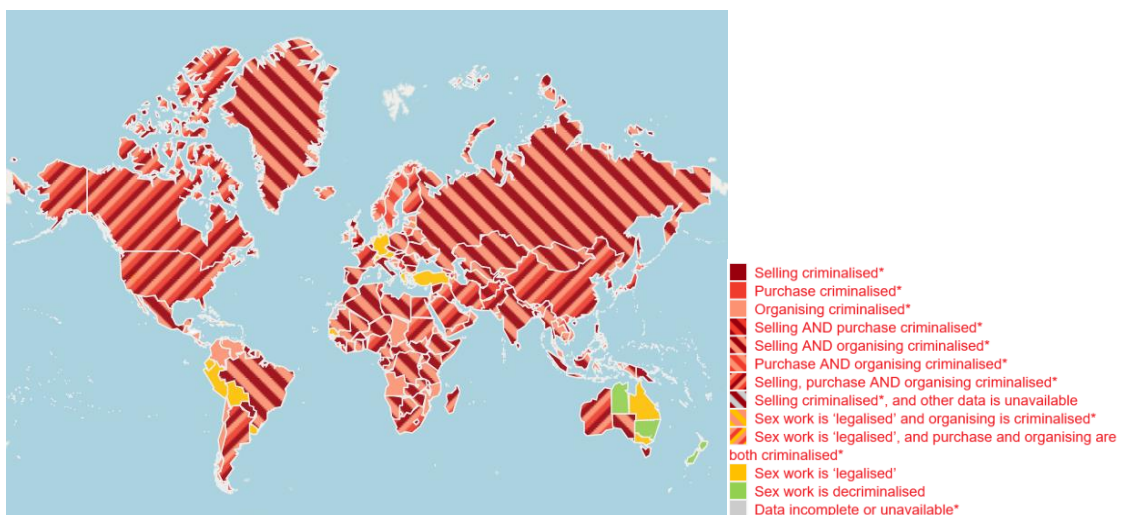 Selling criminalised*
Purchase criminalised*
Organising criminalised*
Selling AND purchase criminalised*
Selling AND organising criminalised*
Purchase AND organising criminalised*
Selling, purchase AND organising criminalised*
Selling criminalised*, and other data is unavailable
Sex work is ‘legalised’ and organising is criminalised*
Sex work is ‘legalised’, and purchase and organising are
both criminalised*
Sex work is ‘legalised’
Sex work is decriminalised
Data incomplete or unavailable*